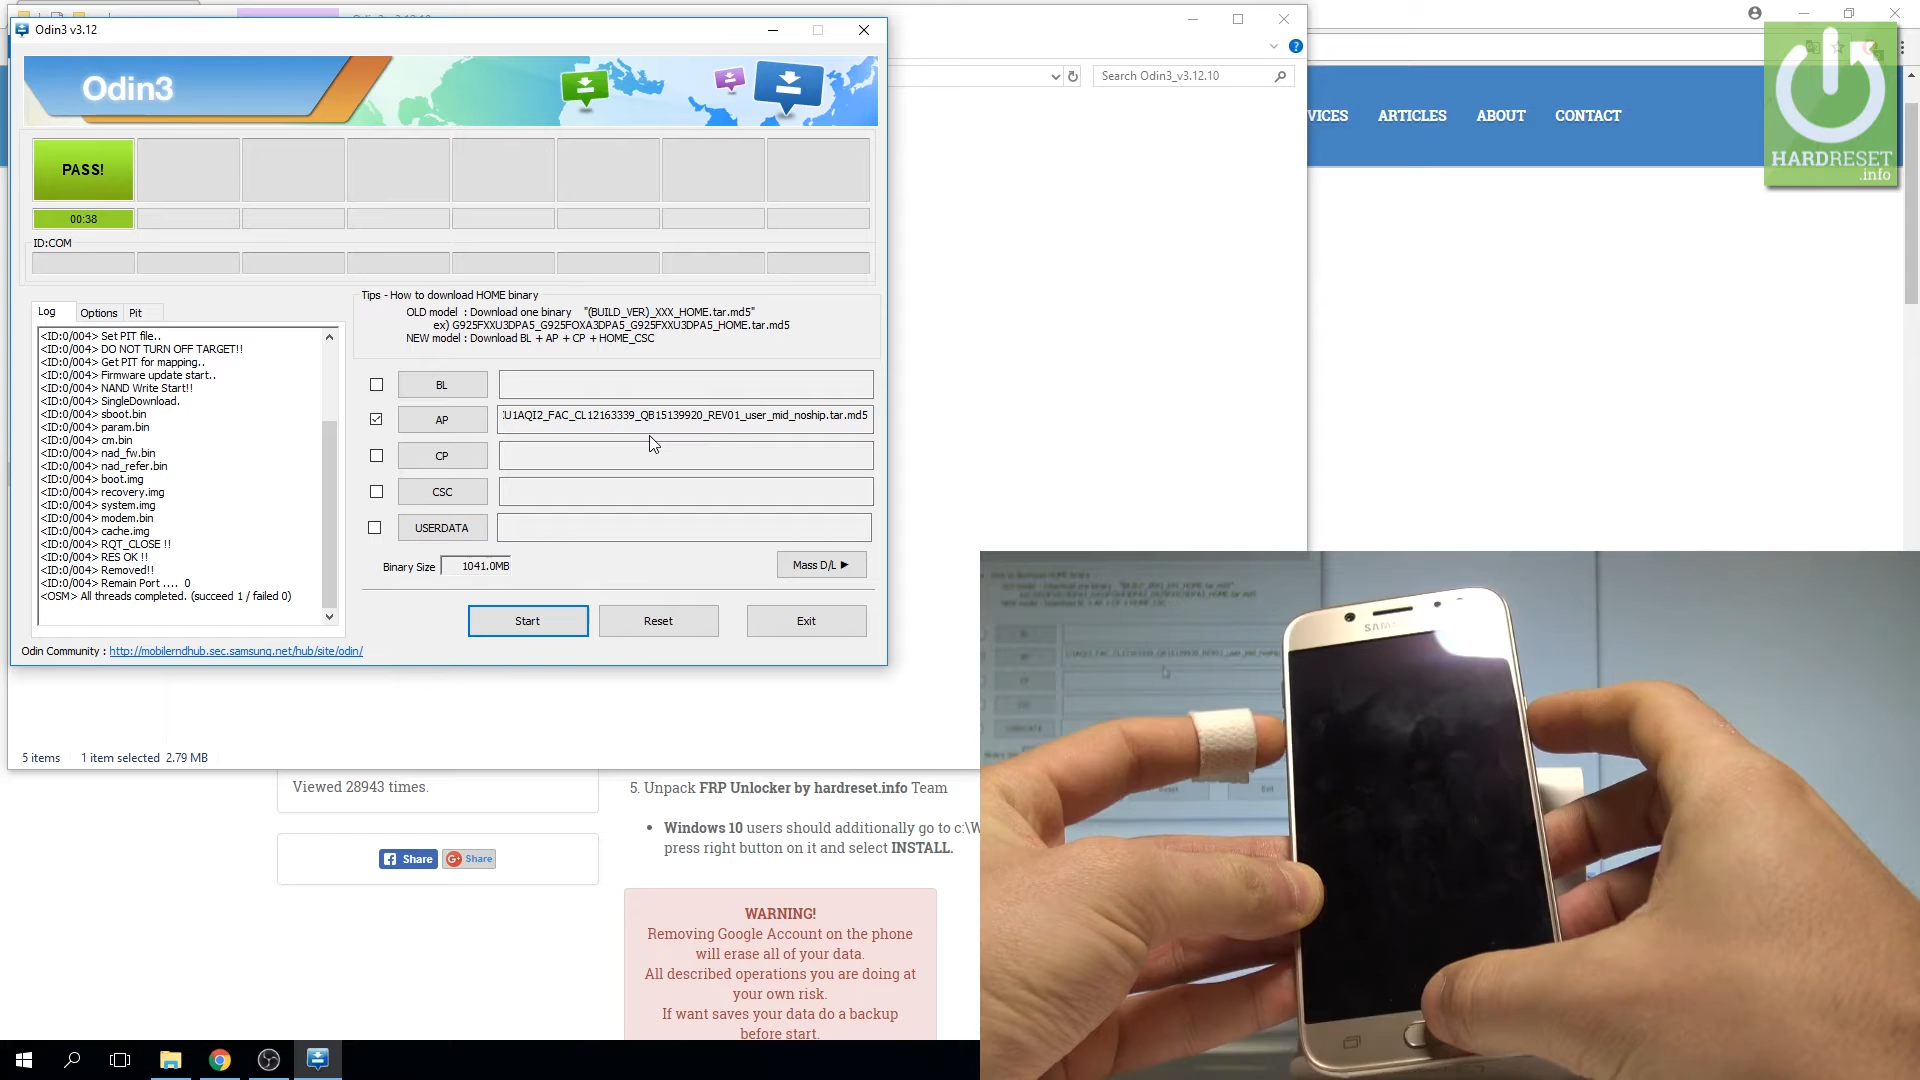 Odin3 v3.12
Odin3
Search Odin3_v3.12.10
VICES ARTICLES ABOUT CONTACT
HARDRESET
.info
PASS!
00:38
ID:COM
Log Options Pit
<ID:0/004> Set PIT file..
<ID:0/004> DO NOT TURN OFF TARGET!!
<ID:0/004> Get PIT for mapping..
<ID:0/004> Firmware update start..
<ID:0/004> NAND Write Start!!
<ID:0/004> SingleDownload.
<ID:0/004> sboot.bin
<ID:0/004> param.bin
<ID:0/004> cm.bin
<ID:0/004> nad_fw.bin
<ID:0/004> nad_refer.bin
<ID:0/004> boot.img
<ID:0/004> recovery.img
<ID:0/004> system.img
<ID:0/004> modem.bin
<ID:0/004> cache.img
<ID:0/004> RQT_CLOSE !!
<ID:0/004> RES OK !!
<ID:0/004> Removed!!
<ID:0/004> Remain Port .... 0
<OSM> All threads completed. (succeed 1 / failed 0)
Tips - How to download HOME binary
OLD model : Download one binary "(BUILD_VER)_XXX_HOME.tar.md5"
ex) G925FXXU3DPA5_G925FOXA3DPA5_G925FXXU3DPA5_HOME.tar.md5
NEW model : Download BL + AP + CP + HOME_CSC
BL
AP
U1AQI2_FAC_CL12163339_QB15139920_REV01_user_mid_noship.tar.md5
CP
CSC
USERDATA
Binary Size 1041.0MB
Mass D/L ►
Start Reset Exit
Odin Community : http://mobilerndhub.sec.samsung.net/hub/site/odin/
5 items 1 item selected 2.79 MB
Viewed 28943 times.
Share
Share
5. Unpack FRP Unlocker by hardreset.info Team
• Windows 10 users should additionally go to c:\W
press right button on it and select INSTALL.
WARNING!
Removing Google Account on the phone
will erase all of your data.
All described operations you are doing at
your own risk.
If want saves your data do a backup
before start.